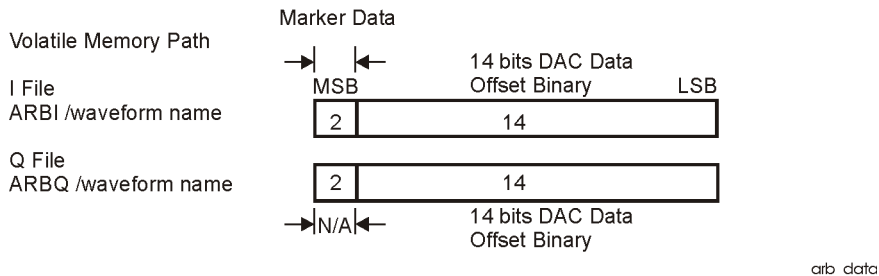 Marker Data
Volatile Memory Path
14 bits DAC Data
Offset Binary
I File
MSB
LSB
ARBI /waveform name
2
14
Q File
ARBQ /waveform name
2
14
N/A
14 bits DAC Data
Offset Binary
arb data